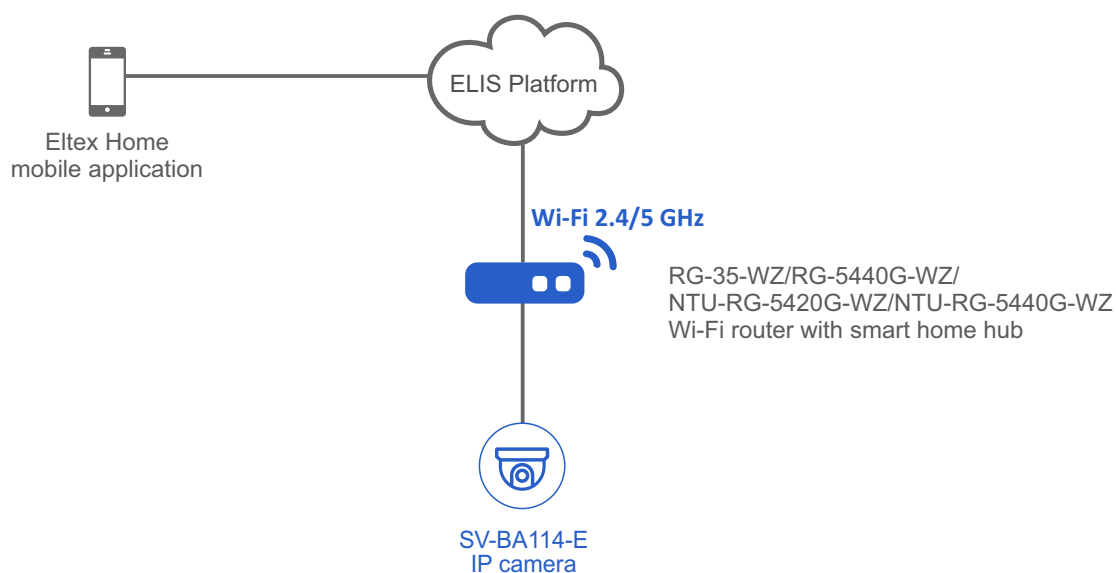 ELIS Platform
Eltex Home
mobile application
Wi-Fi 2.4/5 GHz
RG-35-WZ/RG-5440G-WZ/
NTU-RG-5420G-WZ/NTU-RG-5440G-WZ
Wi-Fi router with smart home hub
SV-BA114-E
IP camera